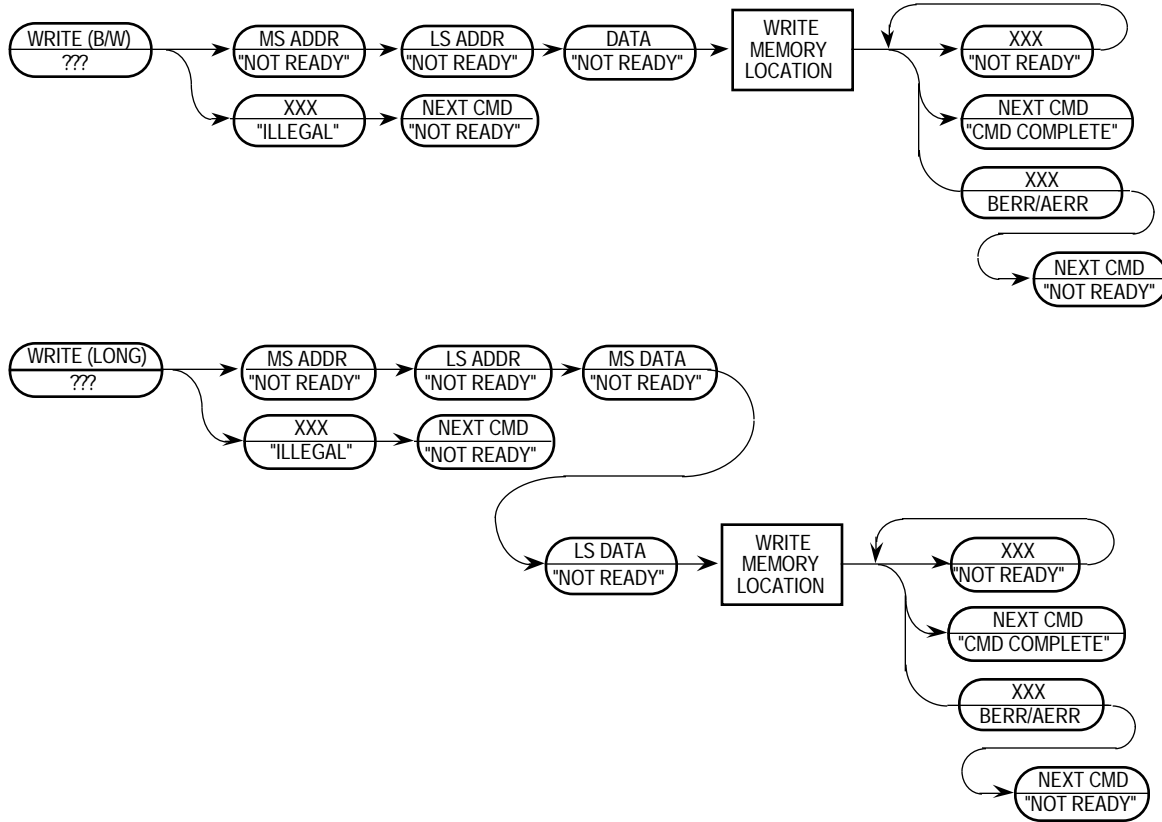 WRITE (B/W)
???
MS ADDR
"NOT READY"
LS ADDR
"NOT READY"
DATA
"NOT READY"
WRITE
MEMORY
LOCATION
XXX
"NOT READY"
XXX
"ILLEGAL"
NEXT CMD
"NOT READY"
NEXT CMD
"CMD COMPLETE"
XXX
BERR/AERR
NEXT CMD
"NOT READY"
WRITE (LONG)
???
MS ADDR
"NOT READY"
LS ADDR
"NOT READY"
MS DATA
"NOT READY"
XXX
"ILLEGAL"
NEXT CMD
"NOT READY"
LS DATA
"NOT READY"
WRITE
MEMORY
LOCATION
XXX
"NOT READY"
NEXT CMD
"CMD COMPLETE"
XXX
BERR/AERR
NEXT CMD
"NOT READY"